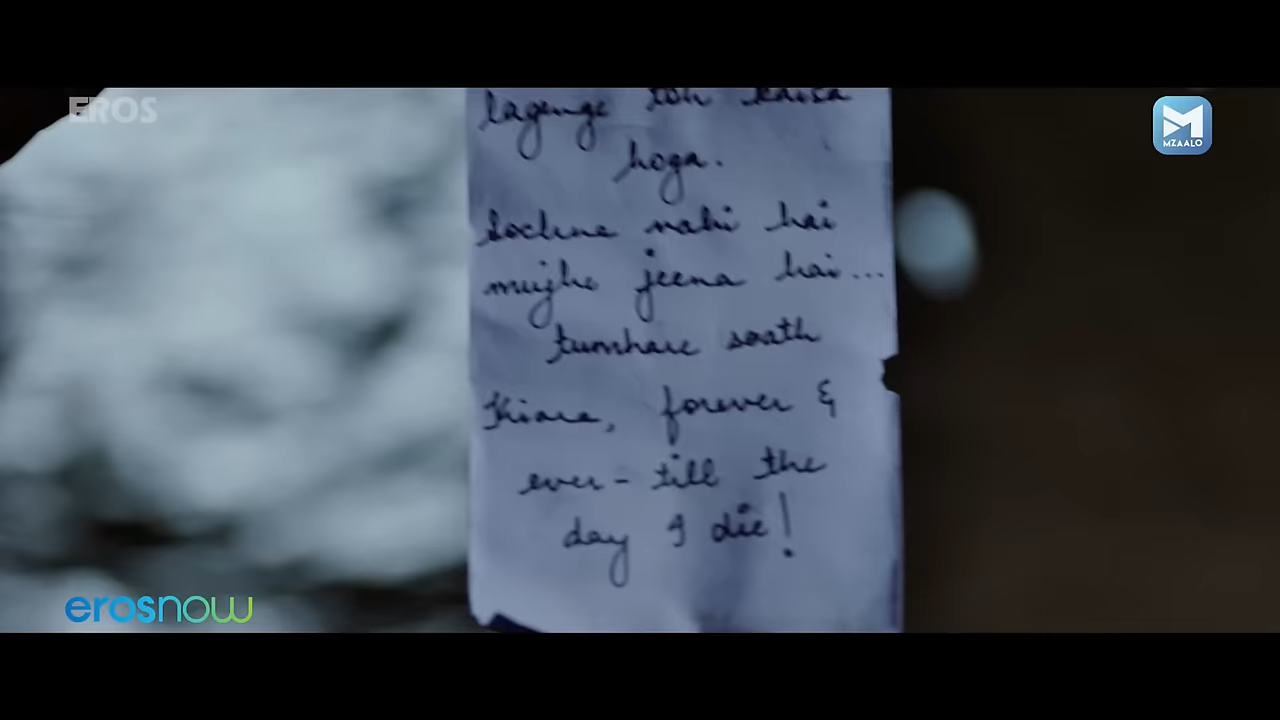 EROS
MZAALO
lagenge toh kaisa
hoga.
Sochna nahi hai
mujhe jeena hai...
tumhare saath
Kiara, forever &
ever- till the
day I die!
erosnow